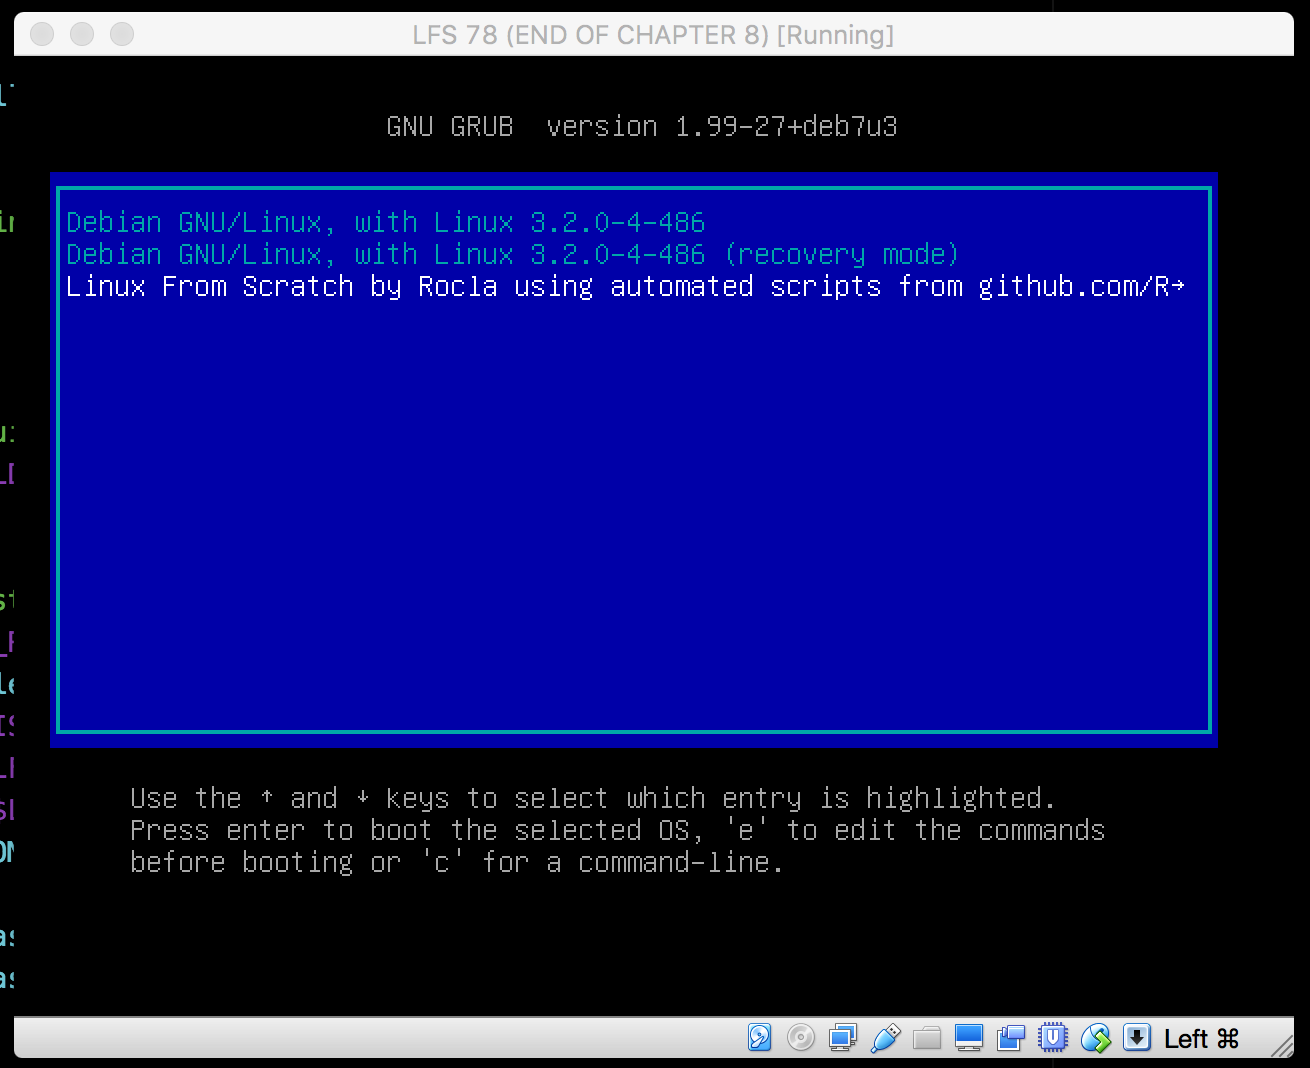 LFS 78 (END OF CHAPTER 8) [Running]
GNU GRUB  version 1.99-27+deb7u3
Debian GNU/Linux, with Linux 3.2.0-4-486
Debian GNU/Linux, with Linux 3.2.0-4-486 (recovery mode)
Linux From Scratch by Rocla using automated scripts from github.com/R→
Use the ↑ and ↓ keys to select which entry is highlighted.
Press enter to boot the selected OS, 'e' to edit the commands
before booting or 'c' for a command-line.
Left ⌘